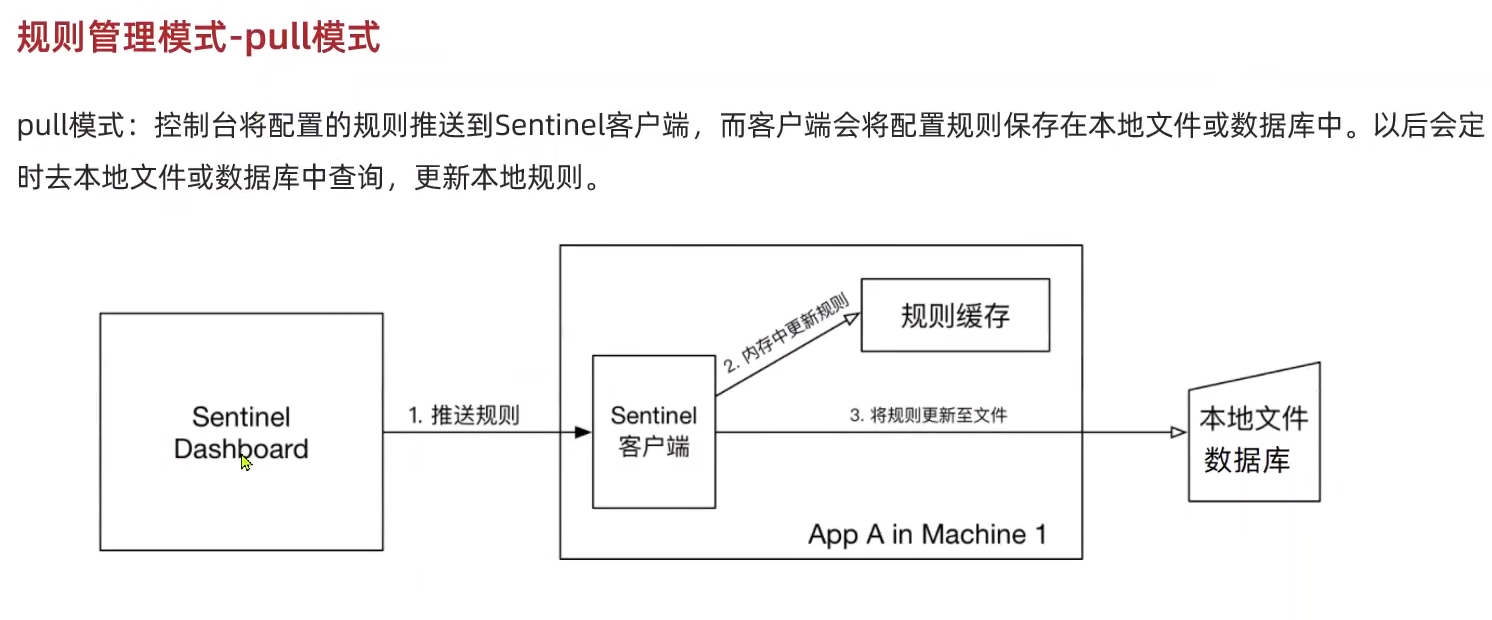 规则管理模式-pull模式
pull模式：控制台将配置的规则推送到Sentinel客户端，而客户端会将配置规则保存在本地文件或数据库中。以后会定
时去本地文件或数据库中查询，更新本地规则。
2. 内存中更新规则
规则缓存
Sentinel
Dashboard
1. 推送规则
Sentinel
客户端
3. 将规则更新至文件
本地文件
数据库
App A in Machine 1